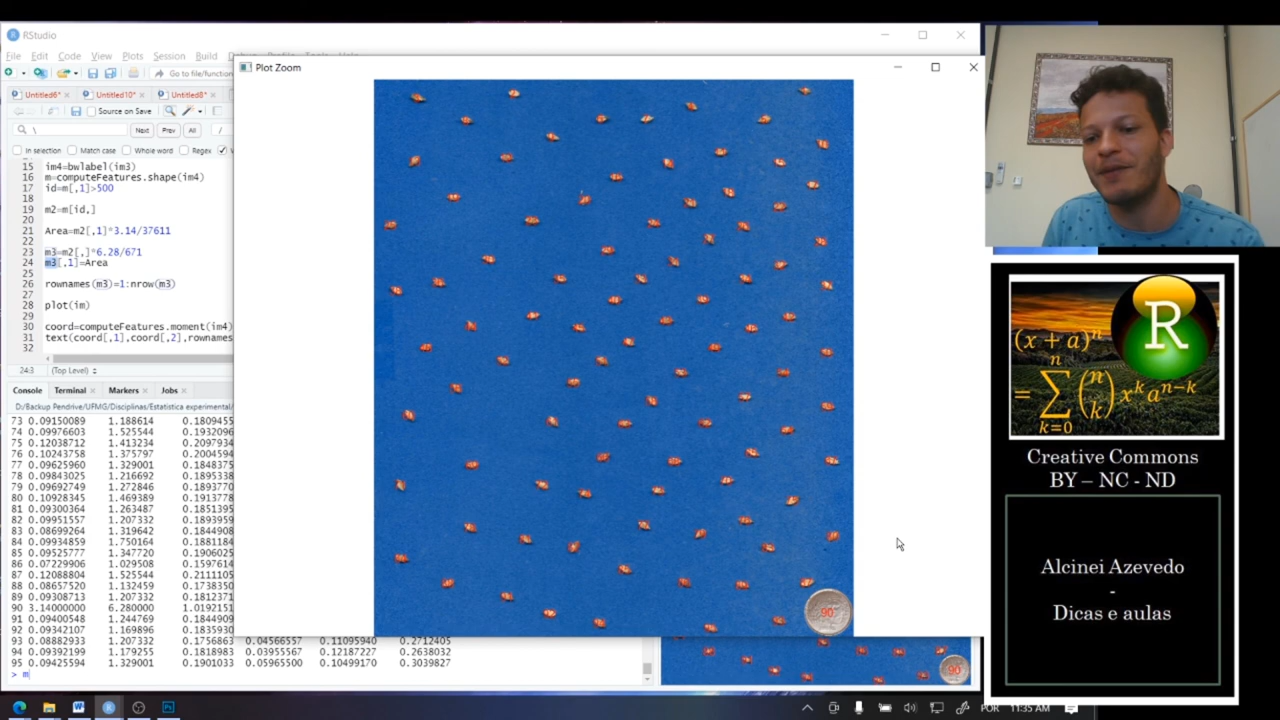 RStudio
File Edit Code View Plots Session Build Debug Profile Tools Help
Go to file/function
Untitled6* × Untitled10* × Untitled8* ×
Source on Save
\ Next Prev All /
In selection Match case Whole word Regex
15 im4=bwlabel(im3)
16 m=computeFeatures.shape(im4)
17 id=m[,1]>500
18
19 m2=m[id,]
20
21 Area=m2[,1]*3.14/37611
22
23 m3=m2[,]*6.28/671
24 m3[,1]=Area
25
26 rownames(m3)=1:nrow(m3)
27
28 plot(im)
29
30 coord=computeFeatures.moment(im4)
31 text(coord[,1],coord[,2],rownames
32
24:3 (Top Level)
Console Terminal × Markers × Jobs ×
D:/Backup Pendrive/UFMG/Disciplinas/Estatistica experimental/
73 0.09150089 1.188614 0.1809455
74 0.09976603 1.525544 0.1932096
75 0.12038712 1.413234 0.2097934
76 0.10243758 1.375797 0.2004594
77 0.09625960 1.329001 0.1848375
78 0.09843025 1.216692 0.1895338
79 0.09692749 1.272846 0.1893770
80 0.10928345 1.469389 0.1913778
81 0.09300364 1.263487 0.1851395
82 0.09951557 1.207332 0.1893959
83 0.08699264 1.319642 0.1844908
84 0.09934859 1.750164 0.1881184
85 0.09525777 1.347720 0.1906025
86 0.07229906 1.029508 0.1597614
87 0.12088804 1.525544 0.2111105
88 0.08657520 1.132459 0.1738350
89 0.09308713 1.207332 0.1812371
90 3.14000000 6.280000 1.0192151
91 0.09400548 1.244769 0.1844909
92 0.09342107 1.169896 0.1835930
93 0.08882933 1.207332 0.1756863 0.04566557 0.11095940 0.2712405
94 0.09392199 1.179255 0.1818983 0.03955567 0.12187227 0.2638032
95 0.09425594 1.329001 0.1901033 0.05965500 0.10499170 0.3039827
> m
Plot Zoom
90
90
(x + a)^n
= ∑ n k=0 (n k) x^k a^n−k
R
Creative Commons
BY – NC - ND
Alcinei Azevedo
-
Dicas e aulas
POR 11:35 AM